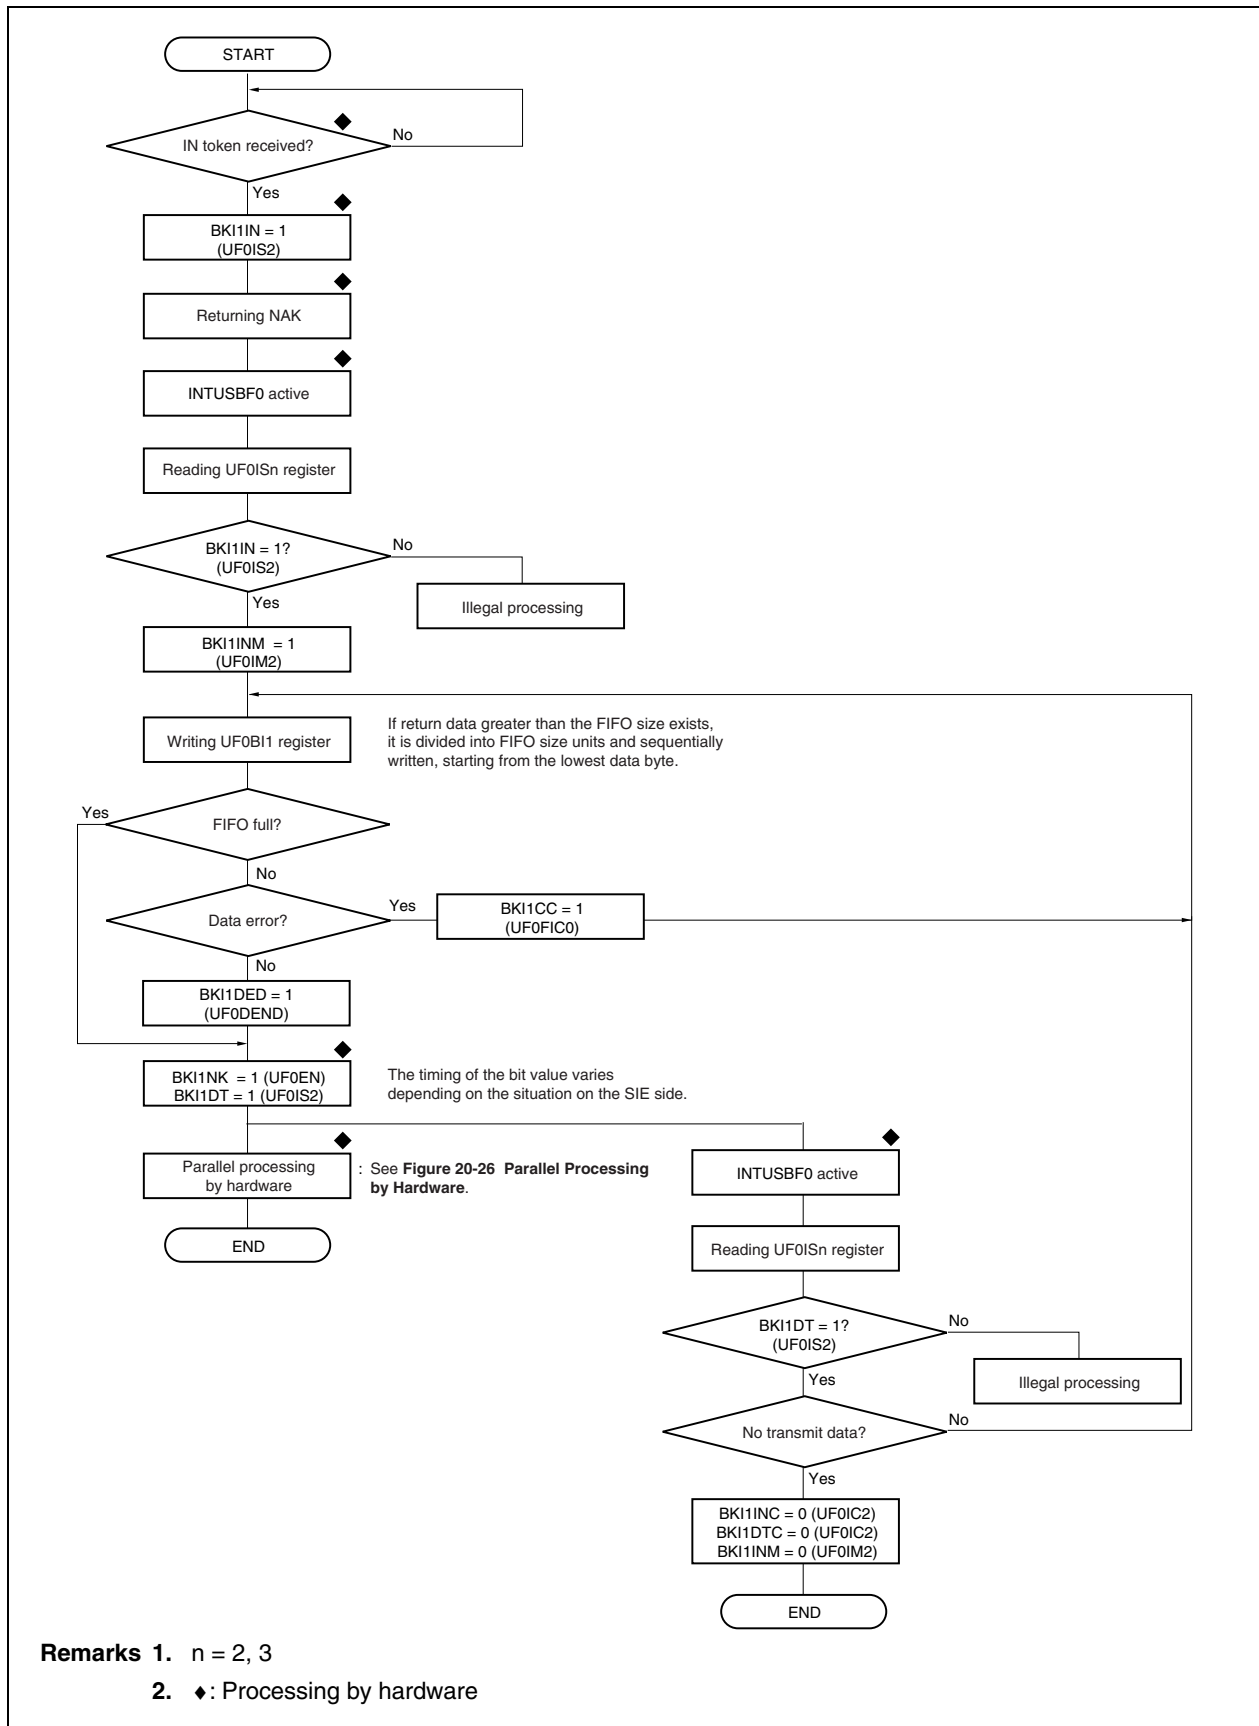 START
IN token received?
No
Yes
BKI1IN = 1
(UF0IS2)
Returning NAK
INTUSBF0 active
Reading UF0ISn register
BKI1IN = 1?
(UF0IS2)
No
Illegal processing
Yes
BKI1INM = 1
(UF0IM2)
Writing UF0BI1 register
If return data greater than the FIFO size exists,
it is divided into FIFO size units and sequentially
written, starting from the lowest data byte.
Yes
FIFO full?
No
Data error?
Yes
BKI1CC = 1
(UF0FIC0)
No
BKI1DED = 1
(UF0DEND)
BKI1NK = 1 (UF0EN)
BKI1DT = 1 (UF0IS2)
The timing of the bit value varies
depending on the situation on the SIE side.
Parallel processing
by hardware
: See Figure 20-26 Parallel Processing
by Hardware.
END
INTUSBF0 active
Reading UF0ISn register
BKI1DT = 1?
(UF0IS2)
No
Illegal processing
Yes
No transmit data?
No
Yes
BKI1INC = 0 (UF0IC2)
BKI1DTC = 0 (UF0IC2)
BKI1INM = 0 (UF0IM2)
END
Remarks 1. n = 2, 3
2. ♦: Processing by hardware